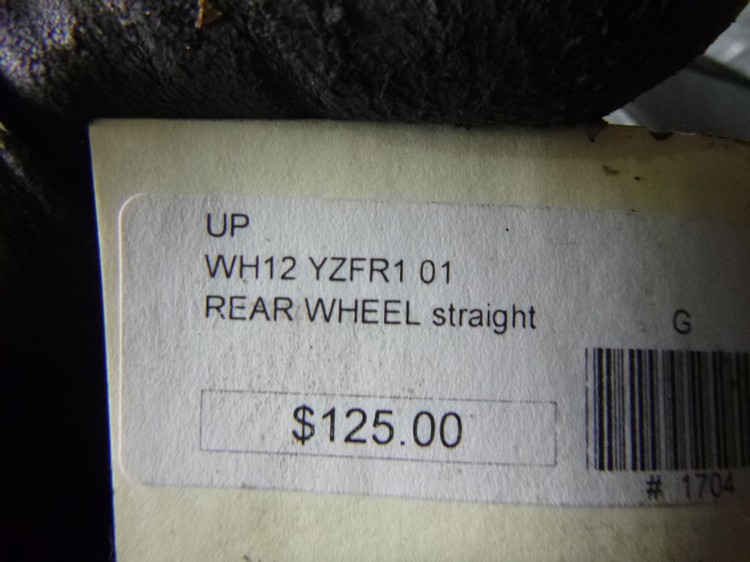 UP
WH12 YZFR1 01
REAR WHEEL straight
G
$125.00
# 1704